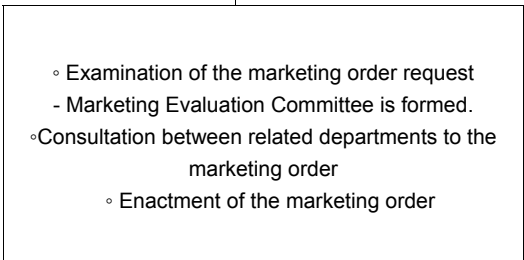 ◦ Examination of the marketing order request
- Marketing Evaluation Committee is formed.
◦Consultation between related departments to the
marketing order
◦ Enactment of the marketing order